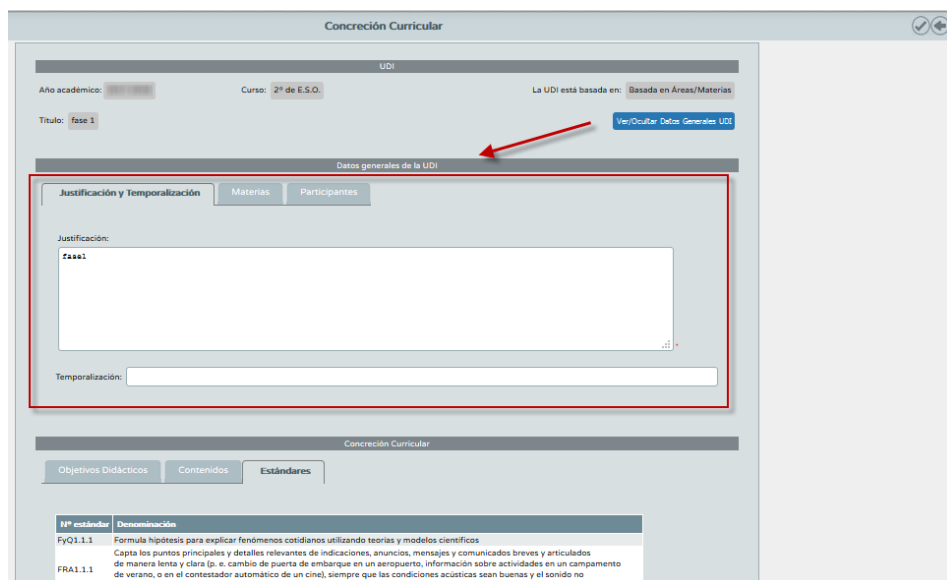 Concreción Curricular
UDI
Año académico:
Curso: 2º de E.S.O.
La UDI está basada en: Basada en Áreas/Materias
Título: fase 1
Ver/Ocultar Datos Generales UDI
Datos generales de la UDI
Justificación y Temporalización Materias Participantes
Justificación:
fase1
Temporalización:
Concreción Curricular
Objetivos Didácticos Contenidos Estándares
Nº estándar Denominación
FyQ1.1.1 Formula hipótesis para explicar fenómenos cotidianos utilizando teorías y modelos científicos
Capta los puntos principales y detalles relevantes de indicaciones, anuncios, mensajes y comunicados breves y articulados
FRA1.1.1 de manera lenta y clara (p. e. cambio de puerta de embarque en un aeropuerto, información sobre actividades en un campamento
de verano, o en el contestador automático de un cine), siempre que las condiciones acústicas sean buenas y el sonido no